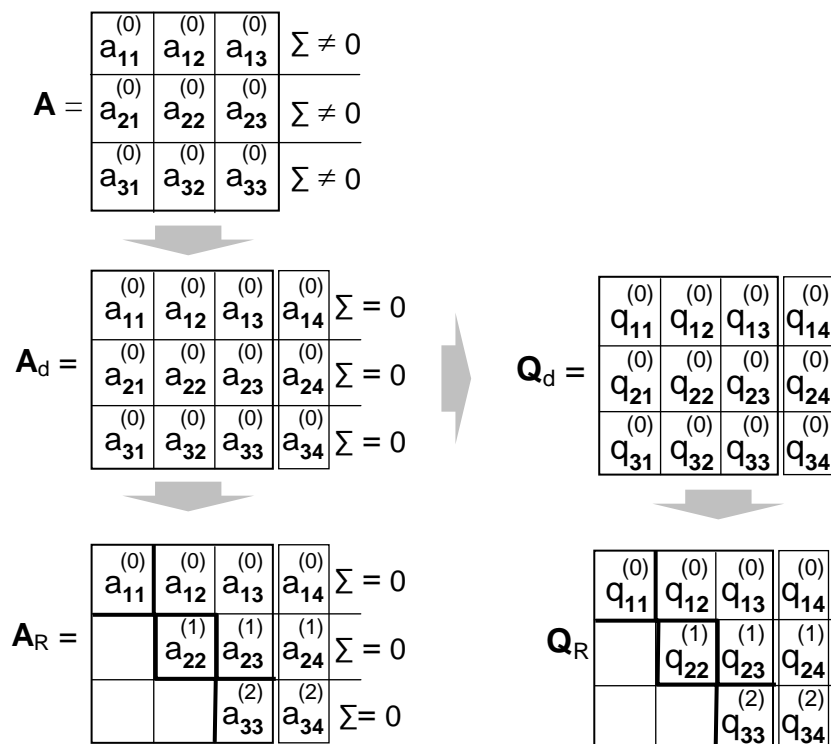 a₁₁⁽⁰⁾ a₁₂⁽⁰⁾ a₁₃⁽⁰⁾ Σ ≠ 0
A = a₂₁⁽⁰⁾ a₂₂⁽⁰⁾ a₂₃⁽⁰⁾ Σ ≠ 0
a₃₁⁽⁰⁾ a₃₂⁽⁰⁾ a₃₃⁽⁰⁾ Σ ≠ 0
a₁₁⁽⁰⁾ a₁₂⁽⁰⁾ a₁₃⁽⁰⁾ a₁₄⁽⁰⁾ Σ = 0
A_d = a₂₁⁽⁰⁾ a₂₂⁽⁰⁾ a₂₃⁽⁰⁾ a₂₄⁽⁰⁾ Σ = 0
a₃₁⁽⁰⁾ a₃₂⁽⁰⁾ a₃₃⁽⁰⁾ a₃₄⁽⁰⁾ Σ = 0
q₁₁⁽⁰⁾ q₁₂⁽⁰⁾ q₁₃⁽⁰⁾ q₁₄⁽⁰⁾
Q_d = q₂₁⁽⁰⁾ q₂₂⁽⁰⁾ q₂₃⁽⁰⁾ q₂₄⁽⁰⁾
q₃₁⁽⁰⁾ q₃₂⁽⁰⁾ q₃₃⁽⁰⁾ q₃₄⁽⁰⁾
a₁₁⁽⁰⁾ a₁₂⁽⁰⁾ a₁₃⁽⁰⁾ a₁₄⁽⁰⁾ Σ = 0
A_R = a₂₂⁽¹⁾ a₂₃⁽¹⁾ a₂₄⁽¹⁾ Σ = 0
a₃₃⁽²⁾ a₃₄⁽²⁾ Σ= 0
q₁₁⁽⁰⁾ q₁₂⁽⁰⁾ q₁₃⁽⁰⁾ q₁₄⁽⁰⁾
Q_R q₂₂⁽¹⁾ q₂₃⁽¹⁾ q₂₄⁽¹⁾
q₃₃⁽²⁾ q₃₄⁽²⁾